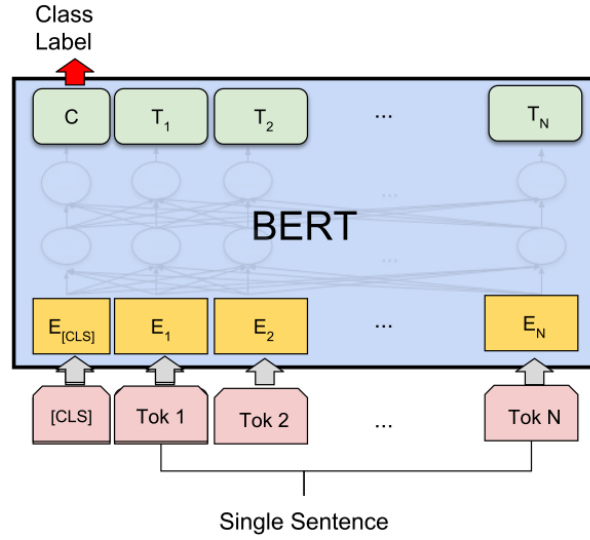 Class
Label
C T1 T2 ... TN
...
BERT
...
E[CLS] E1 E2 ... EN
[CLS] Tok 1 Tok 2 ... Tok N
Single Sentence